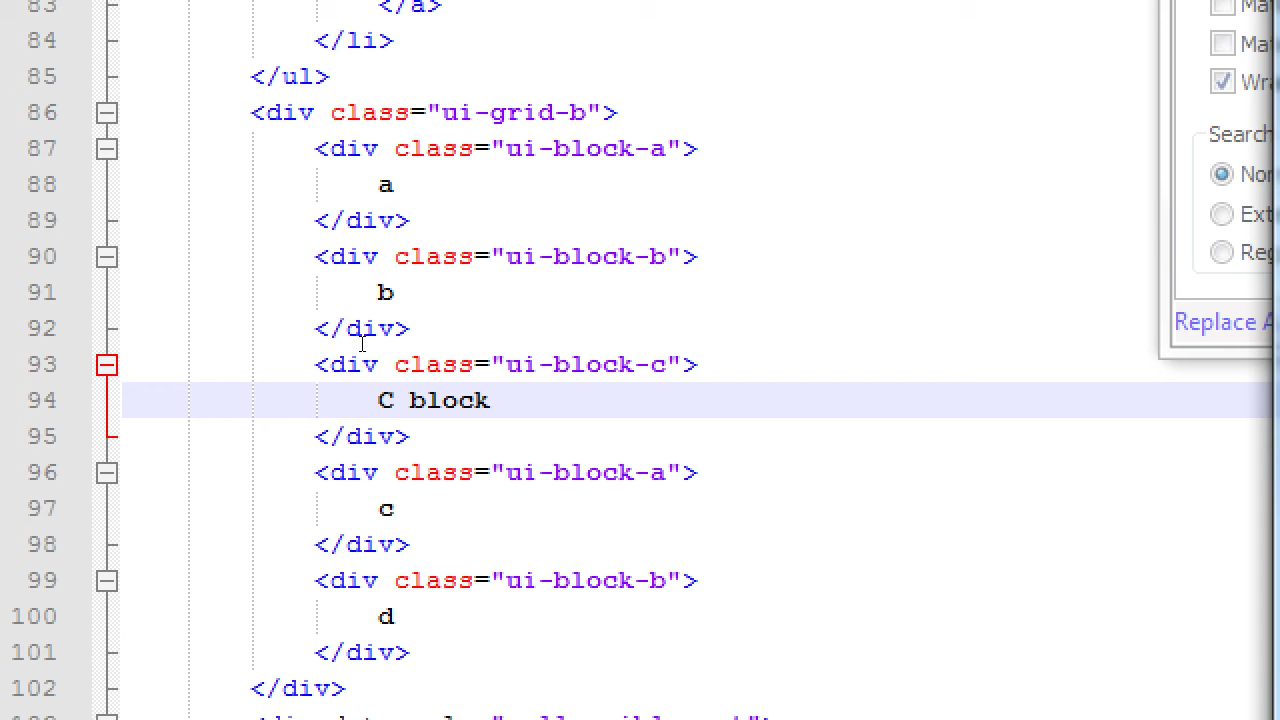 83 </a>
84 </li>
85 </ul>
86 <div class="ui-grid-b">
87 <div class="ui-block-a">
88 a
89 </div>
90 <div class="ui-block-b">
91 b
92 </div>
93 <div class="ui-block-c">
94 C block
95 </div>
96 <div class="ui-block-a">
97 c
98 </div>
99 <div class="ui-block-b">
100 d
101 </div>
102 </div>
Search
Replace